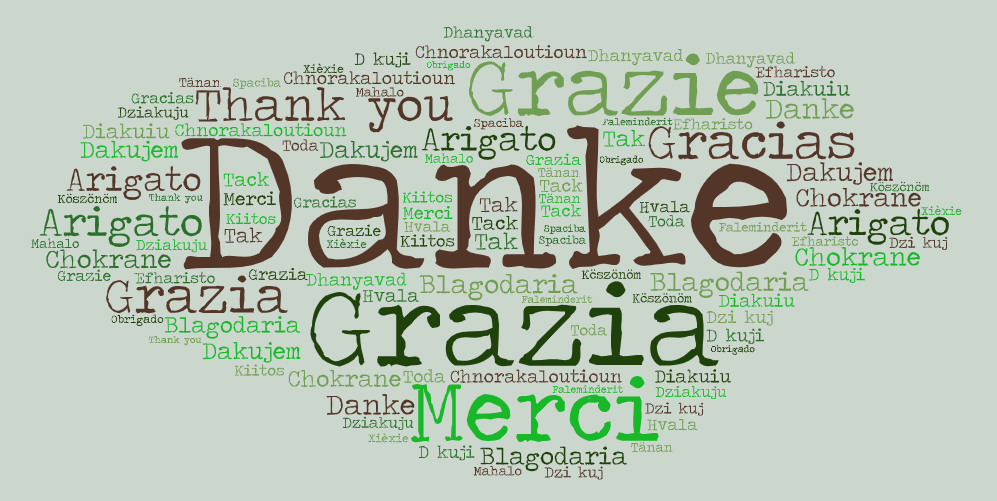 Dhanyavad
D kuji Chnorakaloutioun Dhanyavad Dhanyavad
Xièxie Obrigado
Tänan Spaciba Chnorakaloutioun Grazie Efharisto
Gracias Thank you Mahalo Diakuiu
Dziakuju Spaciba Faleminderit Danke
Diakuiu Chnorakaloutioun Arigato Tak Efharisto Gracias
Dakujem Toda Dakujem Mahalo Grazia Obrigado
Arigato Danke Tack Tänan Dakujem
Köszönöm Thank you Merci Gracias Kiitos Tak Tack Tänan Hvala Chokrane Köszönöm
Arigato Kiitos Merci Tack Tack Toda Arigato Xièxie
Mahalo Dziakuju Tak Grazie Hvala Tak Spaciba Faleminderit Dzi kuj
Xièxie Kiitos Spaciba Efharisto
Chokrane Chokrane
Grazie Efharisto Grazia Dhanyavad Blagodaria Köszönöm Blagodaria D kuji
Grazia Hvala Grazia Faleminderit Köszönöm Diakuiu
Obrigado Blagodaria Toda Dzi kuj
Thank you Dakujem D kuji
Obrigado
Kiitos Chokrane Toda Chnorakaloutioun Diakuiu
Merci Faleminderit Dziakuju
Danke Dzi kuj
Dziakuju Hvala
Xièxie Tänan
D kuji Blagodaria
Mahalo Dzi kuj